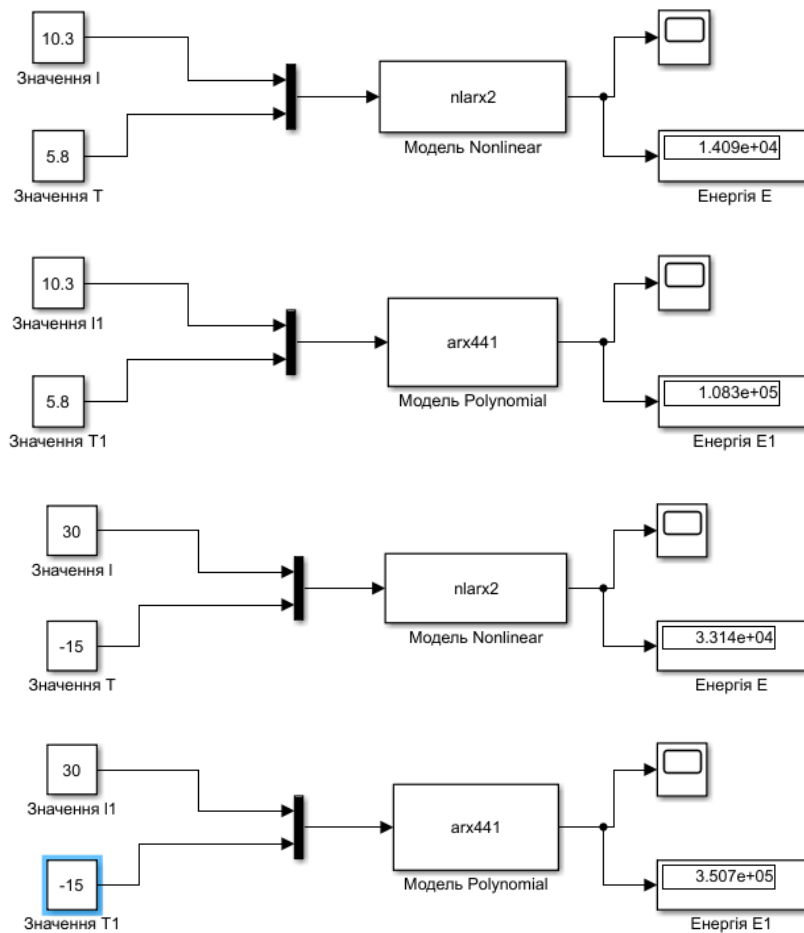 10.3
Значення I
nlarx2
Модель Nonlinear
5.8
Значення T
1.409e+04
Енергія E
10.3
Значення I1
arx441
Модель Polynomial
5.8
Значення T1
1.083e+05
Енергія E1
30
Значення I
nlarx2
Модель Nonlinear
-15
Значення T
3.314e+04
Енергія E
30
Значення I1
arx441
Модель Polynomial
-15
Значення T1
3.507e+05
Енергія E1